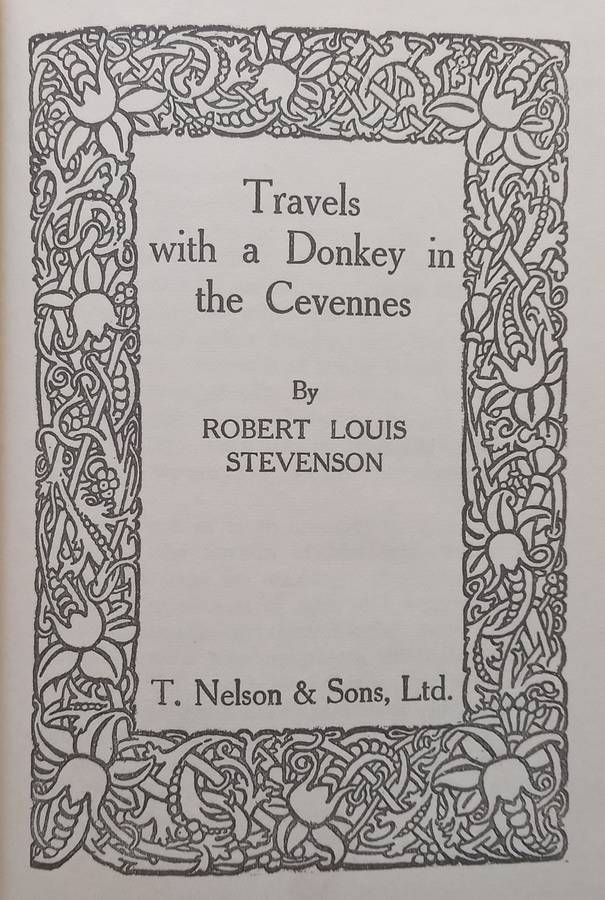 Travels
with a Donkey in
the Cevennes
By
ROBERT LOUIS
STEVENSON
T. Nelson & Sons, Ltd.